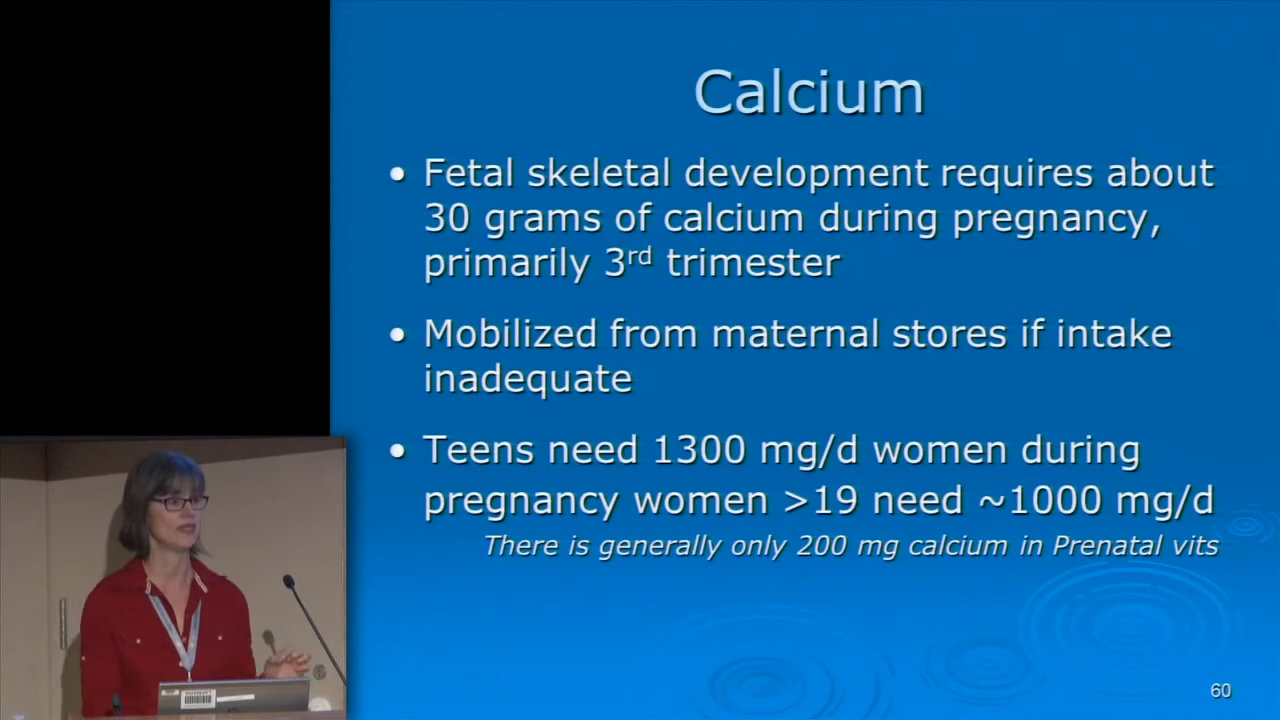 Calcium
• Fetal skeletal development requires about
30 grams of calcium during pregnancy,
primarily 3rd trimester
• Mobilized from maternal stores if intake
inadequate
• Teens need 1300 mg/d women during
pregnancy women >19 need ~1000 mg/d
There is generally only 200 mg calcium in Prenatal vits
60